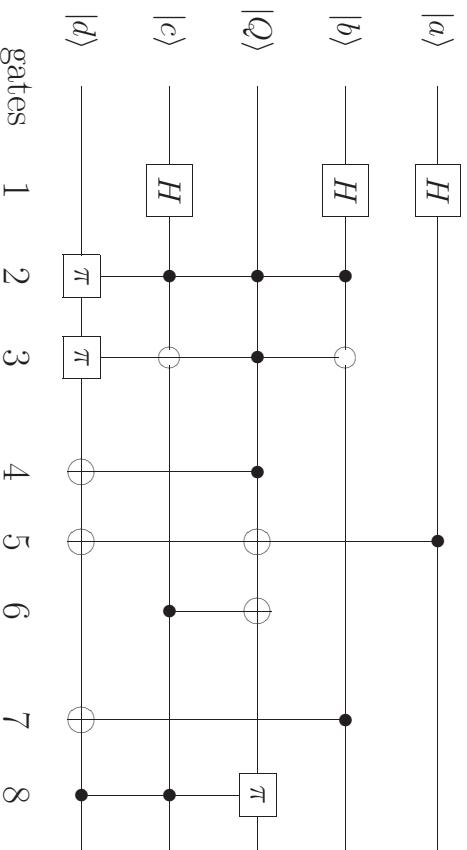 |a⟩ H
|b⟩ H
|Q⟩ π
|c⟩ H
|d⟩ π π
gates 1 2 3 4 5 6 7 8